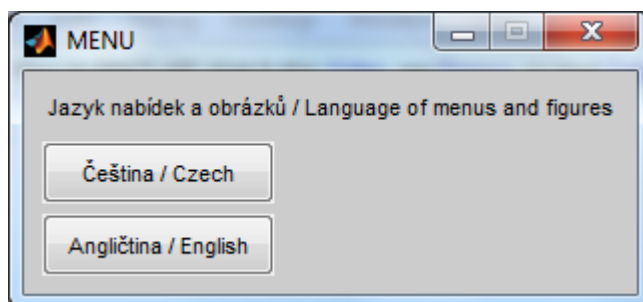 MENU
Jazyk nabídek a obrázků / Language of menus and figures
Čeština / Czech
Angličtina / English